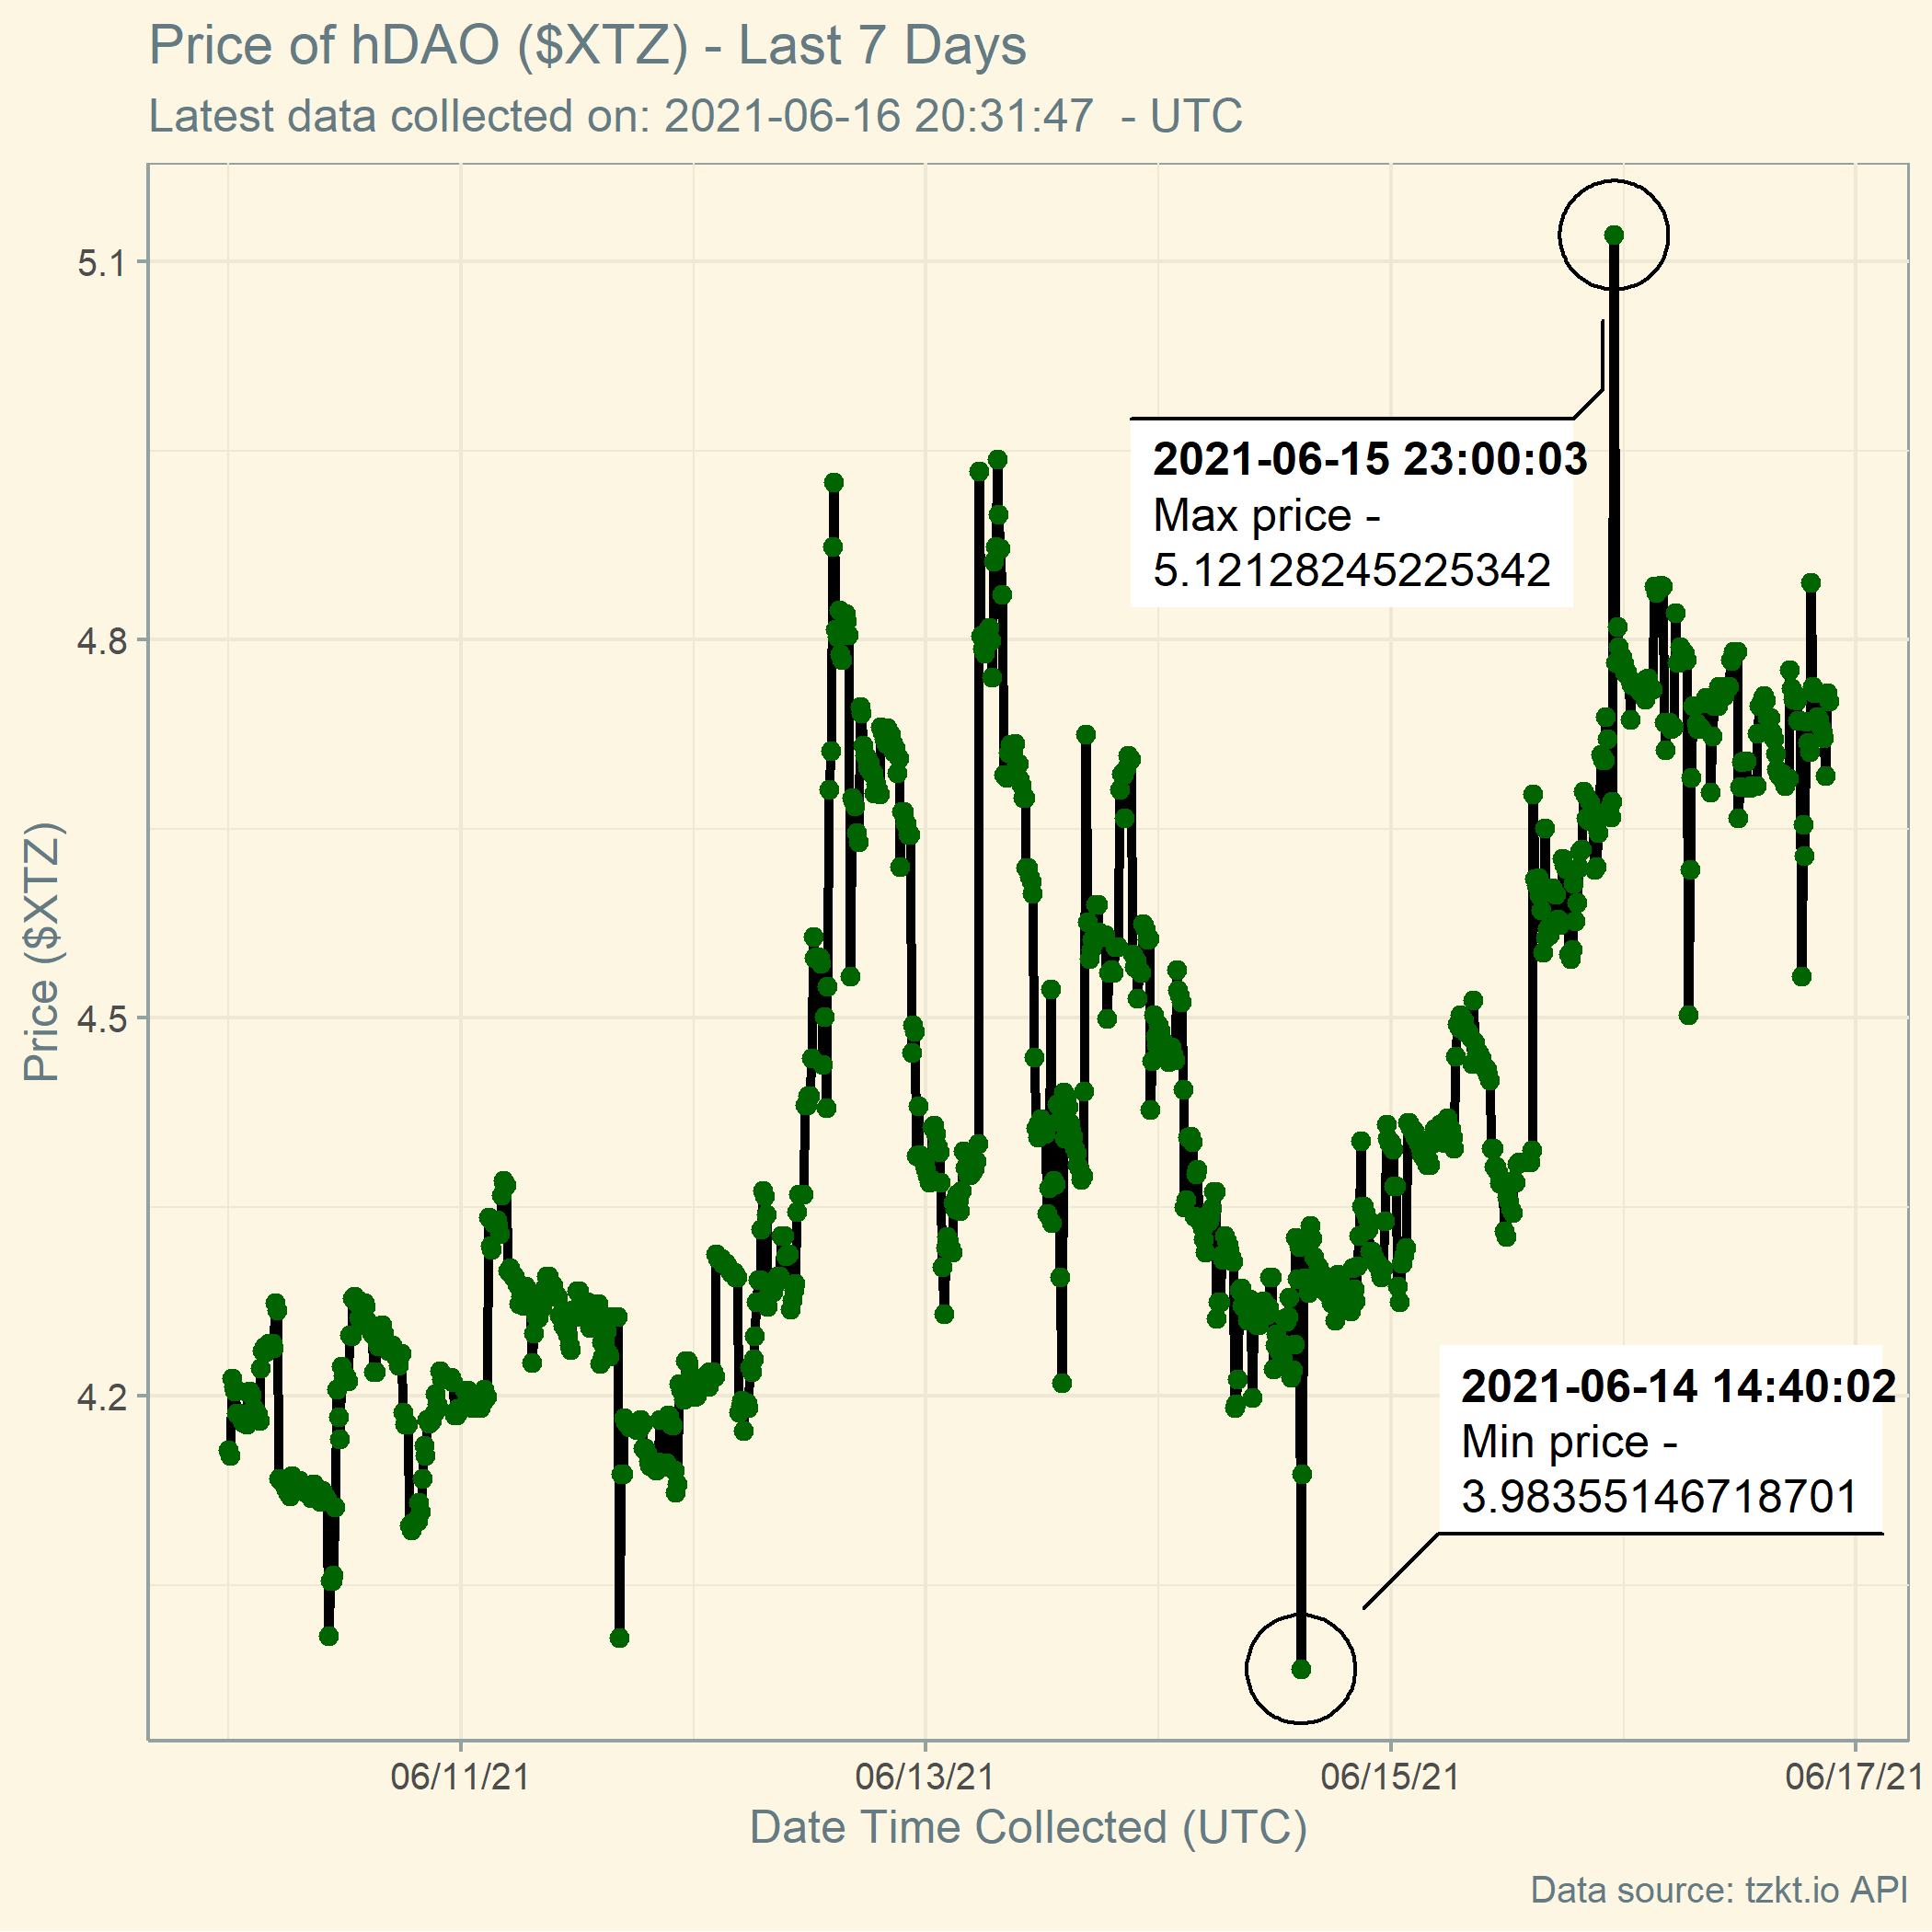 Price of hDAO ($XTZ) - Last 7 Days
Latest data collected on: 2021-06-16 20:31:47  - UTC
5.1
4.8
4.5
4.2
Price ($XTZ)
2021-06-15 23:00:03
Max price -
5.12128245225342
2021-06-14 14:40:02
Min price -
3.98355146718701
06/11/21
06/13/21
06/15/21
06/17/21
Date Time Collected (UTC)
Data source: tzkt.io API